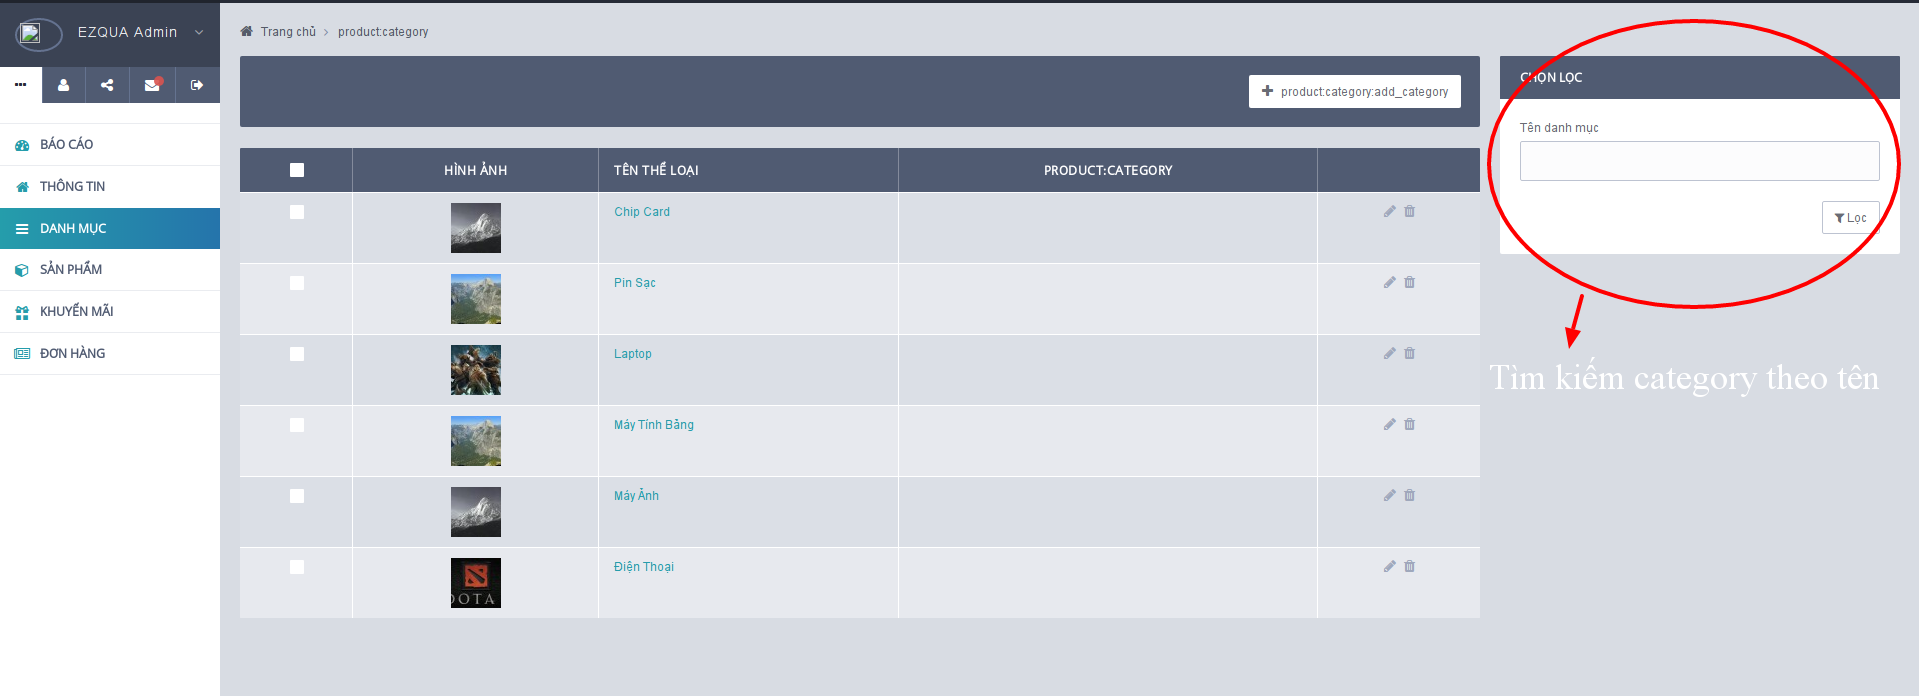 EZQUA Admin
Trang chủ > product:category
BÁO CÁO
THÔNG TIN
DANH MỤC
SẢN PHẨM
KHUYẾN MÃI
ĐƠN HÀNG
product:category:add_category
HÌNH ẢNH TÊN THỂ LOẠI PRODUCT:CATEGORY
Chip Card
Pin Sạc
Laptop
Máy Tính Bảng
Máy Ảnh
DOTA Điện Thoại
CHỌN LỌC
Tên danh mục
Lọc
Tìm kiếm category theo tên